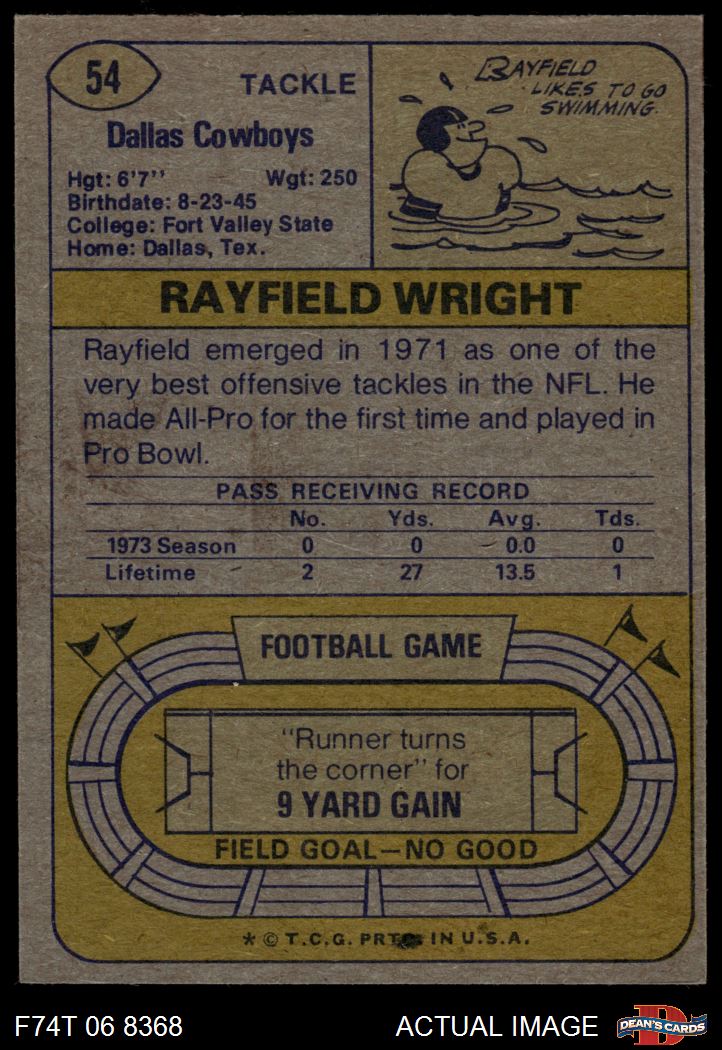 54
TACKLE
Dallas Cowboys
Hgt: 6'7'' Wgt: 250
Birthdate: 8-23-45
College: Fort Valley State
Home: Dallas, Tex.
RAYFIELD
LIKES TO GO
SWIMMING.
RAYFIELD WRIGHT
Rayfield emerged in 1971 as one of the
very best offensive tackles in the NFL. He
made All-Pro for the first time and played in
Pro Bowl.
PASS RECEIVING RECORD
No. Yds. Avg. Tds.
1973 Season 0 0 0.0 0
Lifetime 2 27 13.5 1
FOOTBALL GAME
"Runner turns
the corner" for
9 YARD GAIN
FIELD GOAL—NO GOOD
* © T.C.G. PRTD. IN U.S.A.
F74T 06 8368 ACTUAL IMAGE
D
DEAN'S CARDS